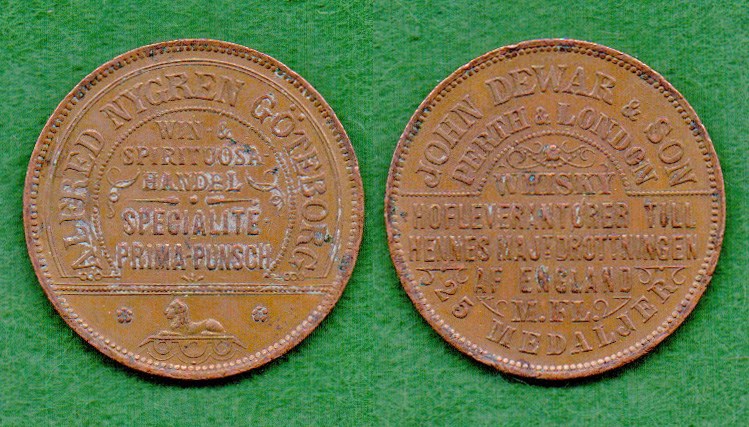 ALFRED NYGREN GÖTEBORG
WIN- &
SPIRITUOSA
HANDEL
SPECIALITÉ:
PRIMA PUNSCH
JOHN DEWAR & SON
PERTH & LONDON
WHISKY
HOFLEVERANTÖRER TILL
HENNES MAJ:T DROTTNINGEN
AF ENGLAND
M.FL.
25 MEDALJER